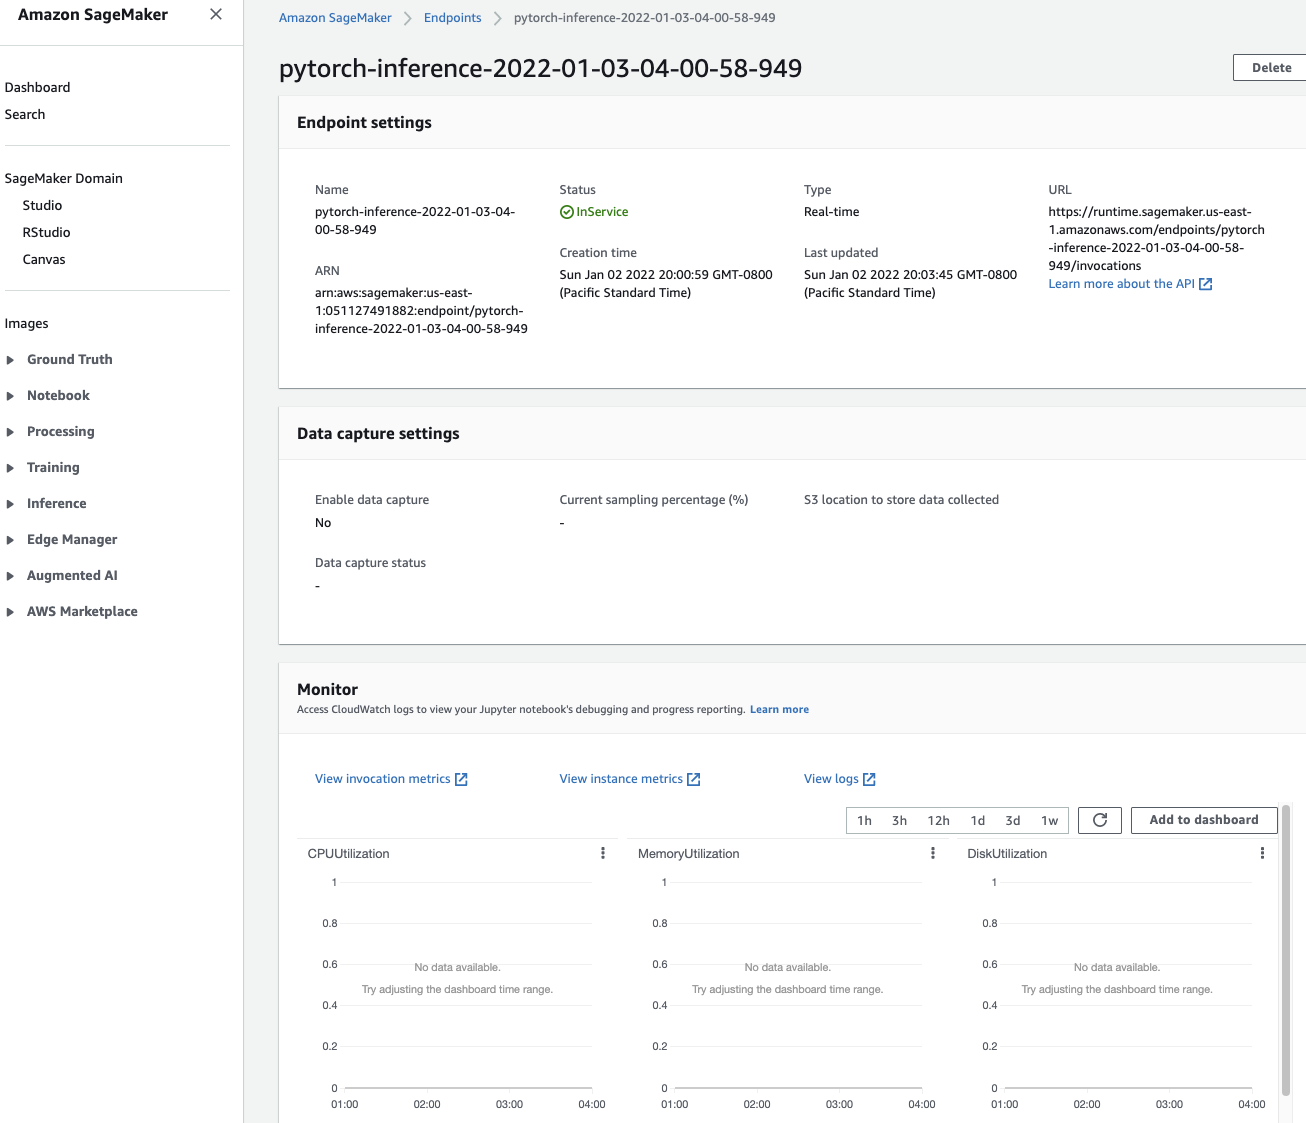 Amazon SageMaker
Dashboard
Search
SageMaker Domain
Studio
RStudio
Canvas
Images
Ground Truth
Notebook
Processing
Training
Inference
Edge Manager
Augmented AI
AWS Marketplace
Amazon SageMaker
Endpoints
pytorch-inference-2022-01-03-04-00-58-949
pytorch-inference-2022-01-03-04-00-58-949
Delete
Endpoint settings
Name
pytorch-inference-2022-01-03-04-
00-58-949
ARN
arn:aws:sagemaker:us-east-
1:051127491882:endpoint/pytorch-
inference-2022-01-03-04-00-58-949
Status
InService
Creation time
Sun Jan 02 2022 20:00:59 GMT-0800
(Pacific Standard Time)
Type
Real-time
Last updated
Sun Jan 02 2022 20:03:45 GMT-0800
(Pacific Standard Time)
URL
https://runtime.sagemaker.us-east-
1.amazonaws.com/endpoints/pytorch
-inference-2022-01-03-04-00-58-
949/invocations
Learn more about the API
Data capture settings
Enable data capture
No
Data capture status
-
Current sampling percentage (%)
-
S3 location to store data collected
Monitor
Access CloudWatch logs to view your Jupyter notebook's debugging and progress reporting. Learn more
View invocation metrics
View instance metrics
View logs
1h 3h 12h 1d 3d 1w
Add to dashboard
CPUUtilization
1
0.8
0.6
0.4
0.2
0
No data available.
Try adjusting the dashboard time range.
01:00 02:00 03:00 04:00
MemoryUtilization
1
0.8
0.6
0.4
0.2
0
No data available.
Try adjusting the dashboard time range.
01:00 02:00 03:00 04:00
DiskUtilization
1
0.8
0.6
0.4
0.2
0
No data available.
Try adjusting the dashboard time range.
01:00 02:00 03:00 04:00